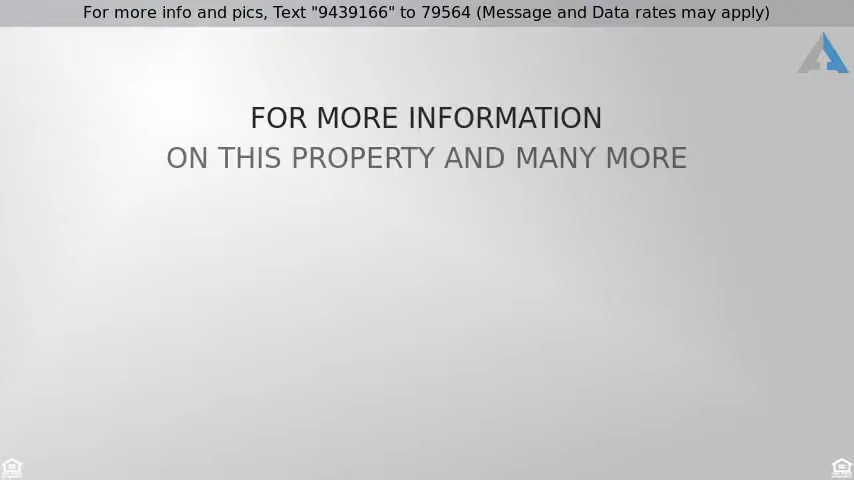 For more info and pics, Text "9439166" to 79564 (Message and Data rates may apply)
FOR MORE INFORMATION
ON THIS PROPERTY AND MANY MORE